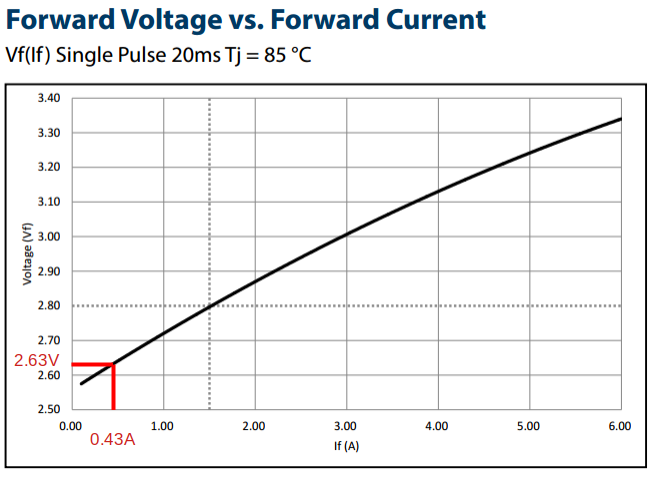 Forward Voltage vs. Forward Current
Vf(If) Single Pulse 20ms Tj = 85 °C
3.40
3.30
3.20
3.10
3.00
2.90
2.80
2.70
2.63V
2.60
2.50
Voltage (Vf)
0.00 1.00 2.00 3.00 4.00 5.00 6.00
0.43A
If (A)